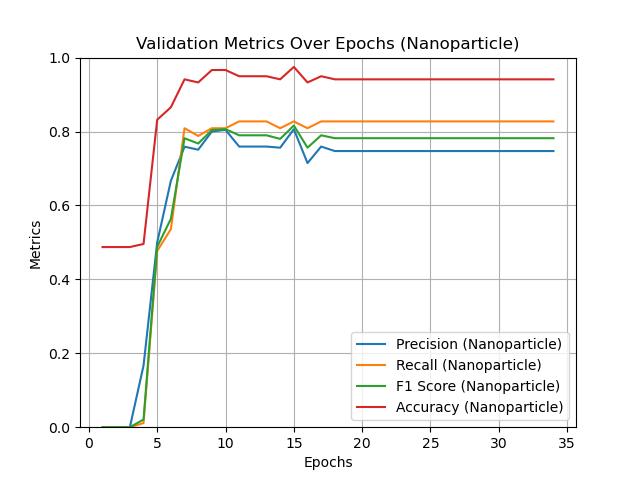 Validation Metrics Over Epochs (Nanoparticle)
1.0
0.8
0.6
0.4
0.2
0.0
Metrics
Precision (Nanoparticle)
Recall (Nanoparticle)
F1 Score (Nanoparticle)
Accuracy (Nanoparticle)
0 5 10 15 20 25 30 35
Epochs